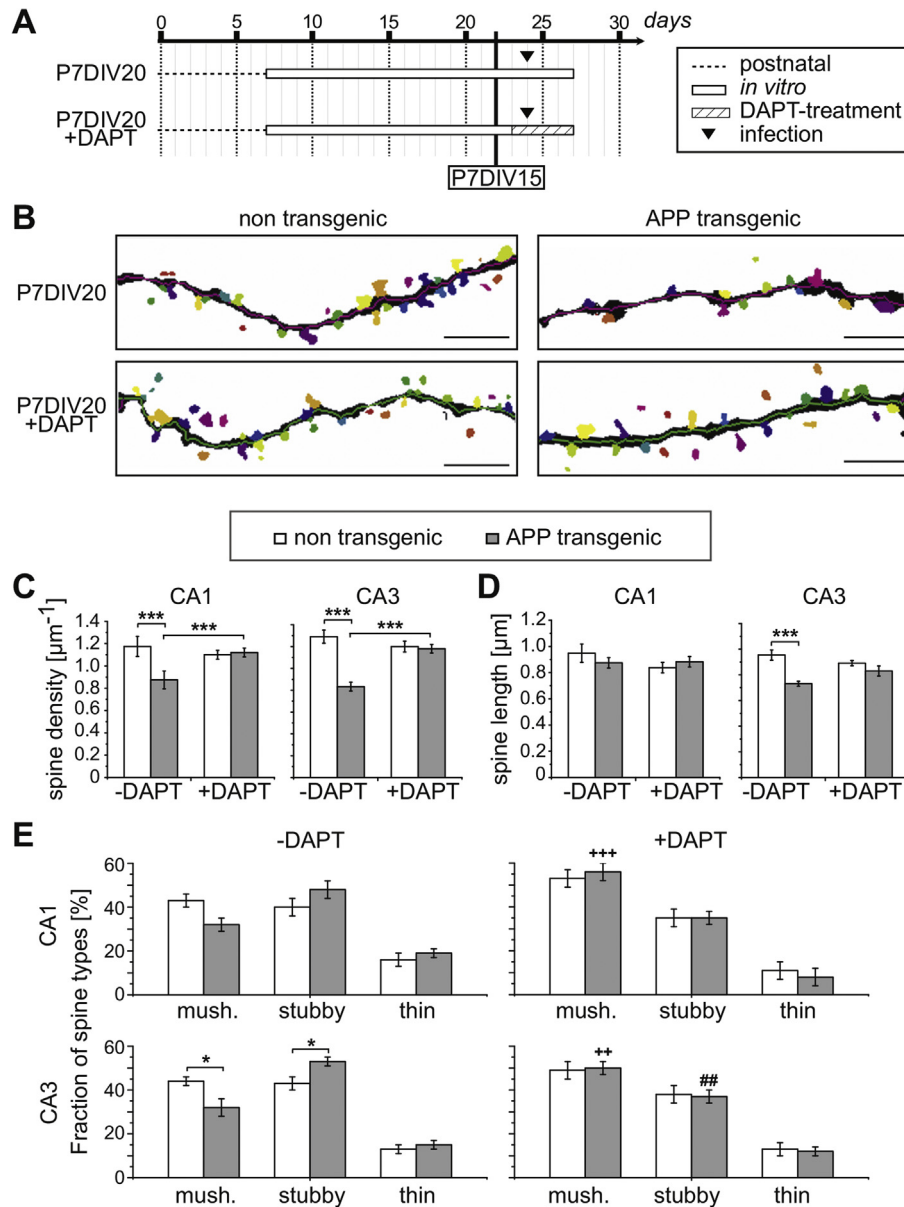 A
0 5 10 15 20 25 30 days
P7DIV20
P7DIV20
+DAPT
P7DIV15
postnatal
in vitro
DAPT-treatment
infection
B
non transgenic APP transgenic
P7DIV20
P7DIV20
+DAPT
non transgenic APP transgenic
C
CA1 CA3
spine density [µm⁻¹]
1.4
1.2
1.0
0.8
0.6
0.4
0.2
0
*** ***
*** ***
-DAPT +DAPT -DAPT +DAPT
D
CA1 CA3
spine length [µm]
1.2
1.0
0.8
0.6
0.4
0.2
0
***
-DAPT +DAPT -DAPT +DAPT
E
-DAPT +DAPT
Fraction of spine types [%]
CA1
60
40
20
0
+++
mush. stubby thin mush. stubby thin
CA3
60
40
20
0
* * ++ ##
mush. stubby thin mush. stubby thin